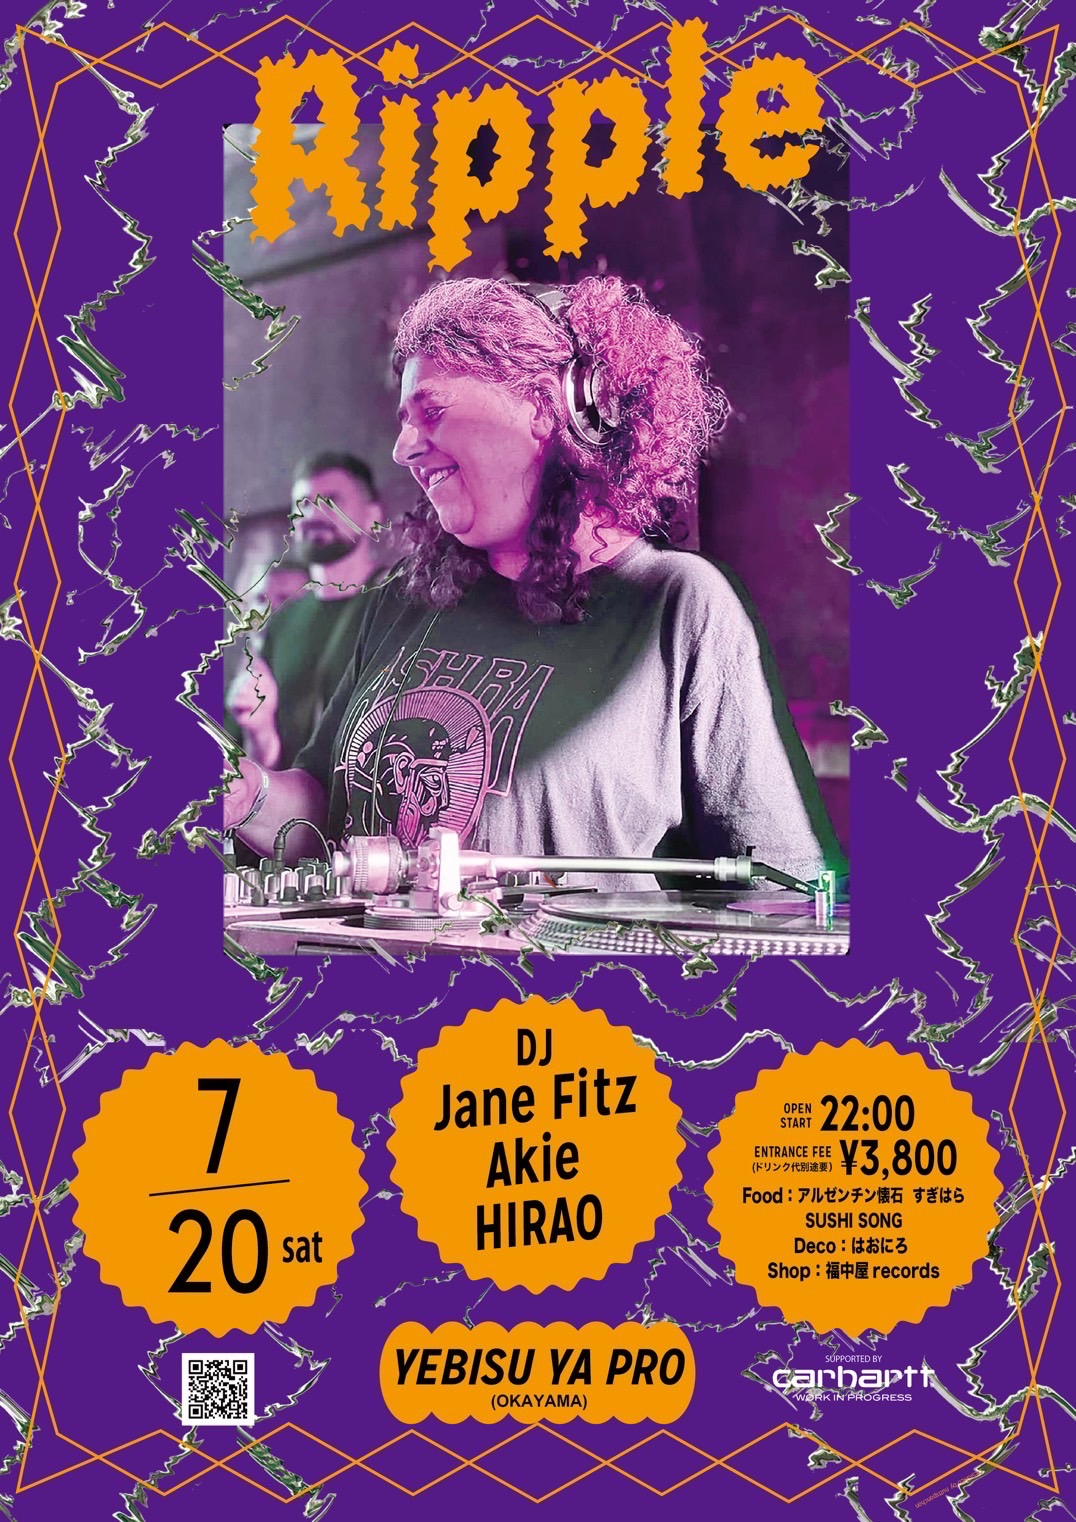 Ripple
ASH RA
DJ
Jane Fitz
Akie
HIRAO
7
20 sat
OPEN
START 22:00
ENTRANCE FEE
(ドリンク代別途要) ¥3,800
Food：アルゼンチン懐石 すぎはら
SUSHI SONG
Deco：はおにろ
Shop：福中屋 records
YEBISU YA PRO
(OKAYAMA)
SUPPORTED BY
carhartt
WORK IN PROGRESS